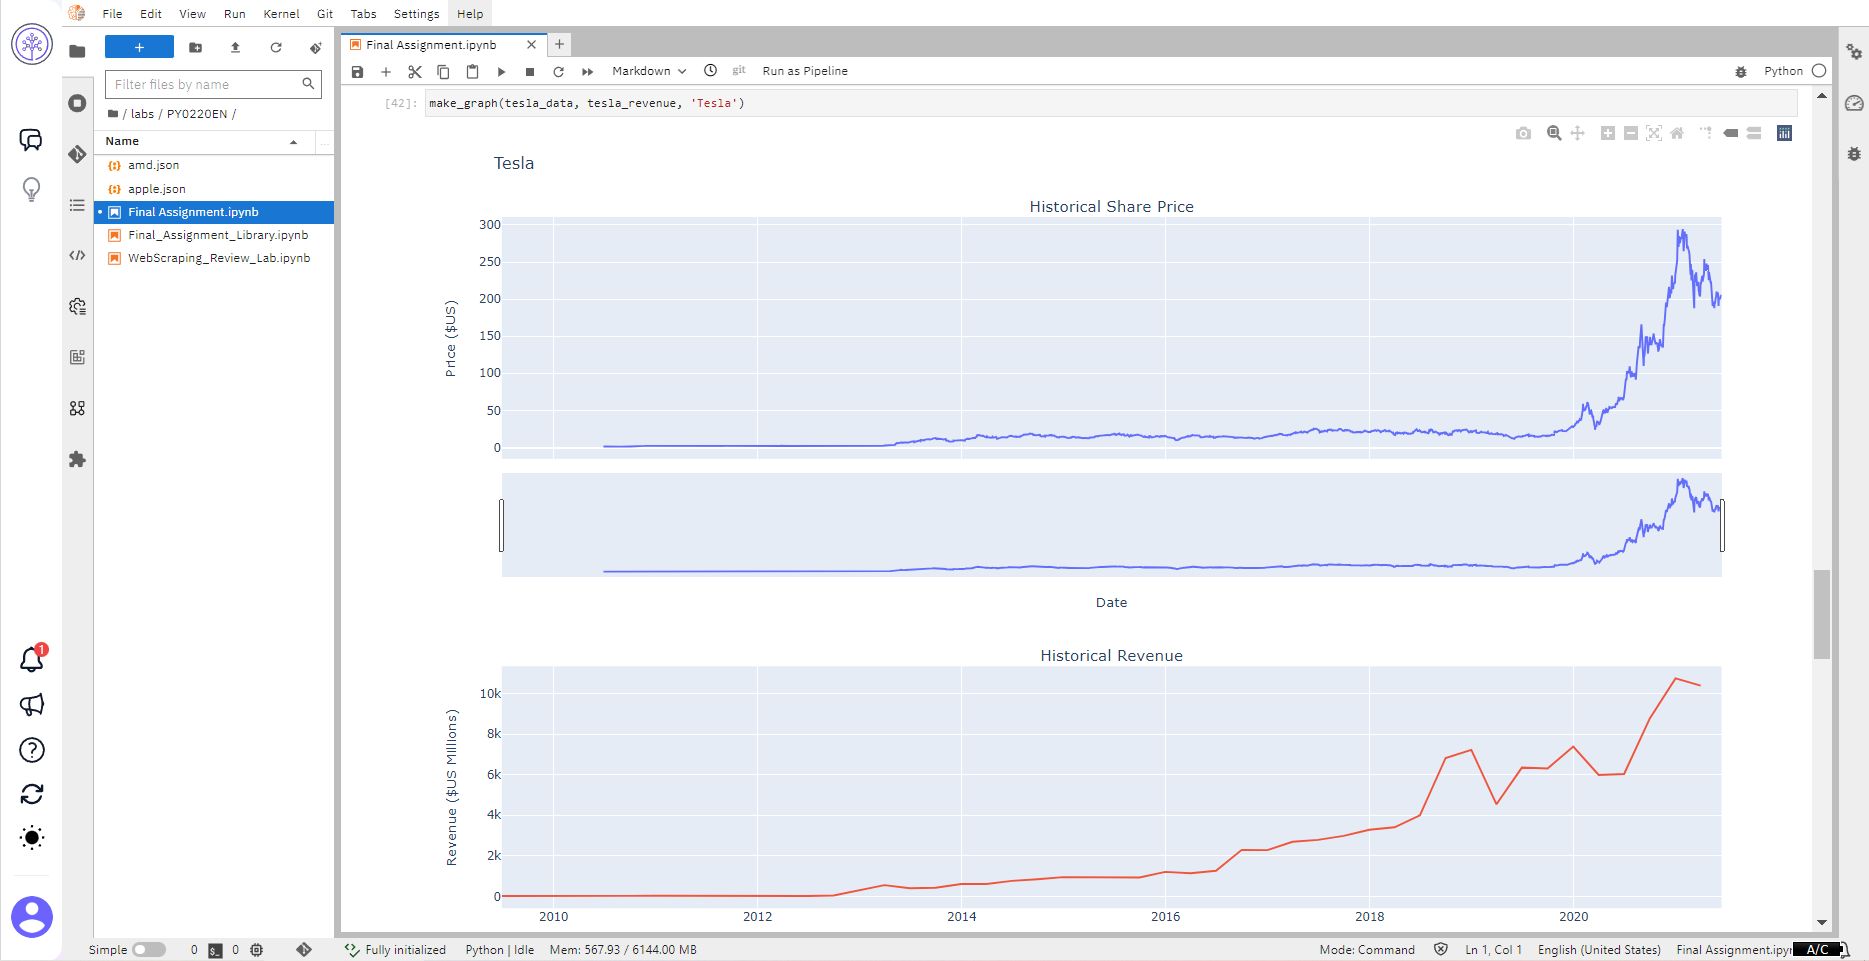 File Edit View Run Kernel Git Tabs Settings Help
Filter files by name
/ labs / PY0220EN /
Name
amd.json
apple.json
Final Assignment.ipynb
Final_Assignment_Library.ipynb
WebScraping_Review_Lab.ipynb
1
Final Assignment.ipynb
Markdown
git
Run as Pipeline
Python
[42]:
make_graph(tesla_data, tesla_revenue, 'Tesla')
Tesla
Historical Share Price
300
250
200
150
100
50
0
Price ($US)
Date
Historical Revenue
10k
8k
6k
4k
2k
0
Revenue ($US Millions)
2010 2012 2014 2016 2018 2020
Simple 0 $_ 0 Fully initialized Python | Idle Mem: 567.93 / 6144.00 MB Mode: Command Ln 1, Col 1 English (United States) Final Assignment.ipyn A/C